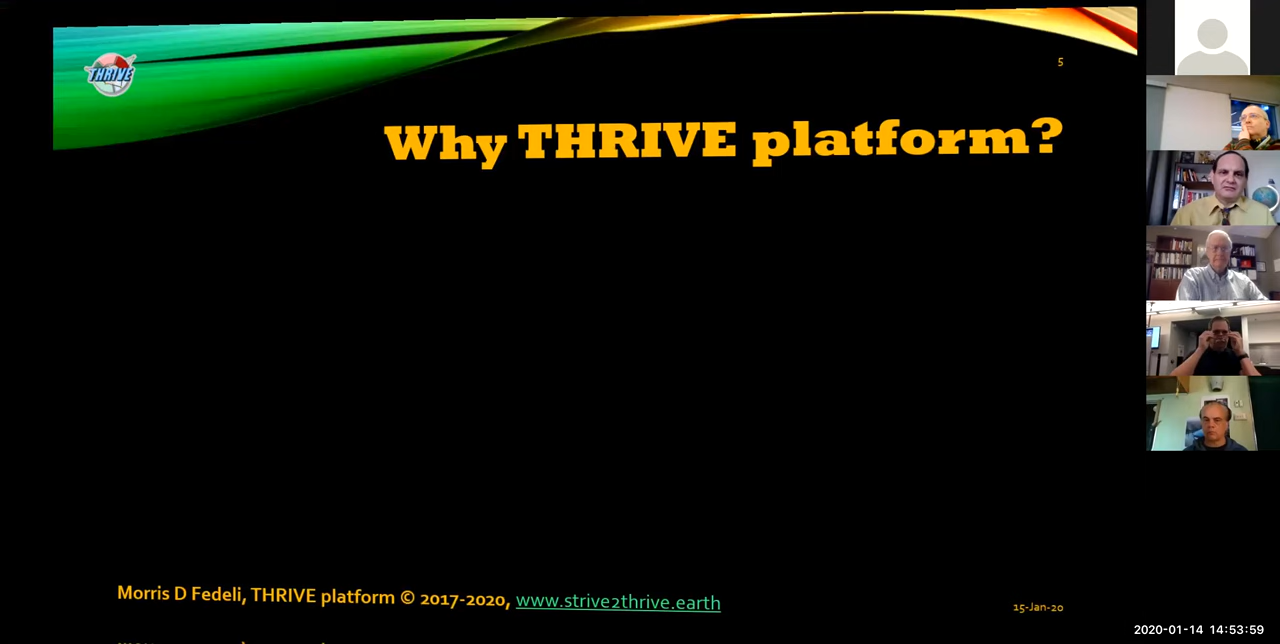 THRIVE
5
Why THRIVE platform?
Morris D Fedeli, THRIVE platform © 2017-2020, www.strive2thrive.earth
15-Jan-20
2020-01-14 14:53:59